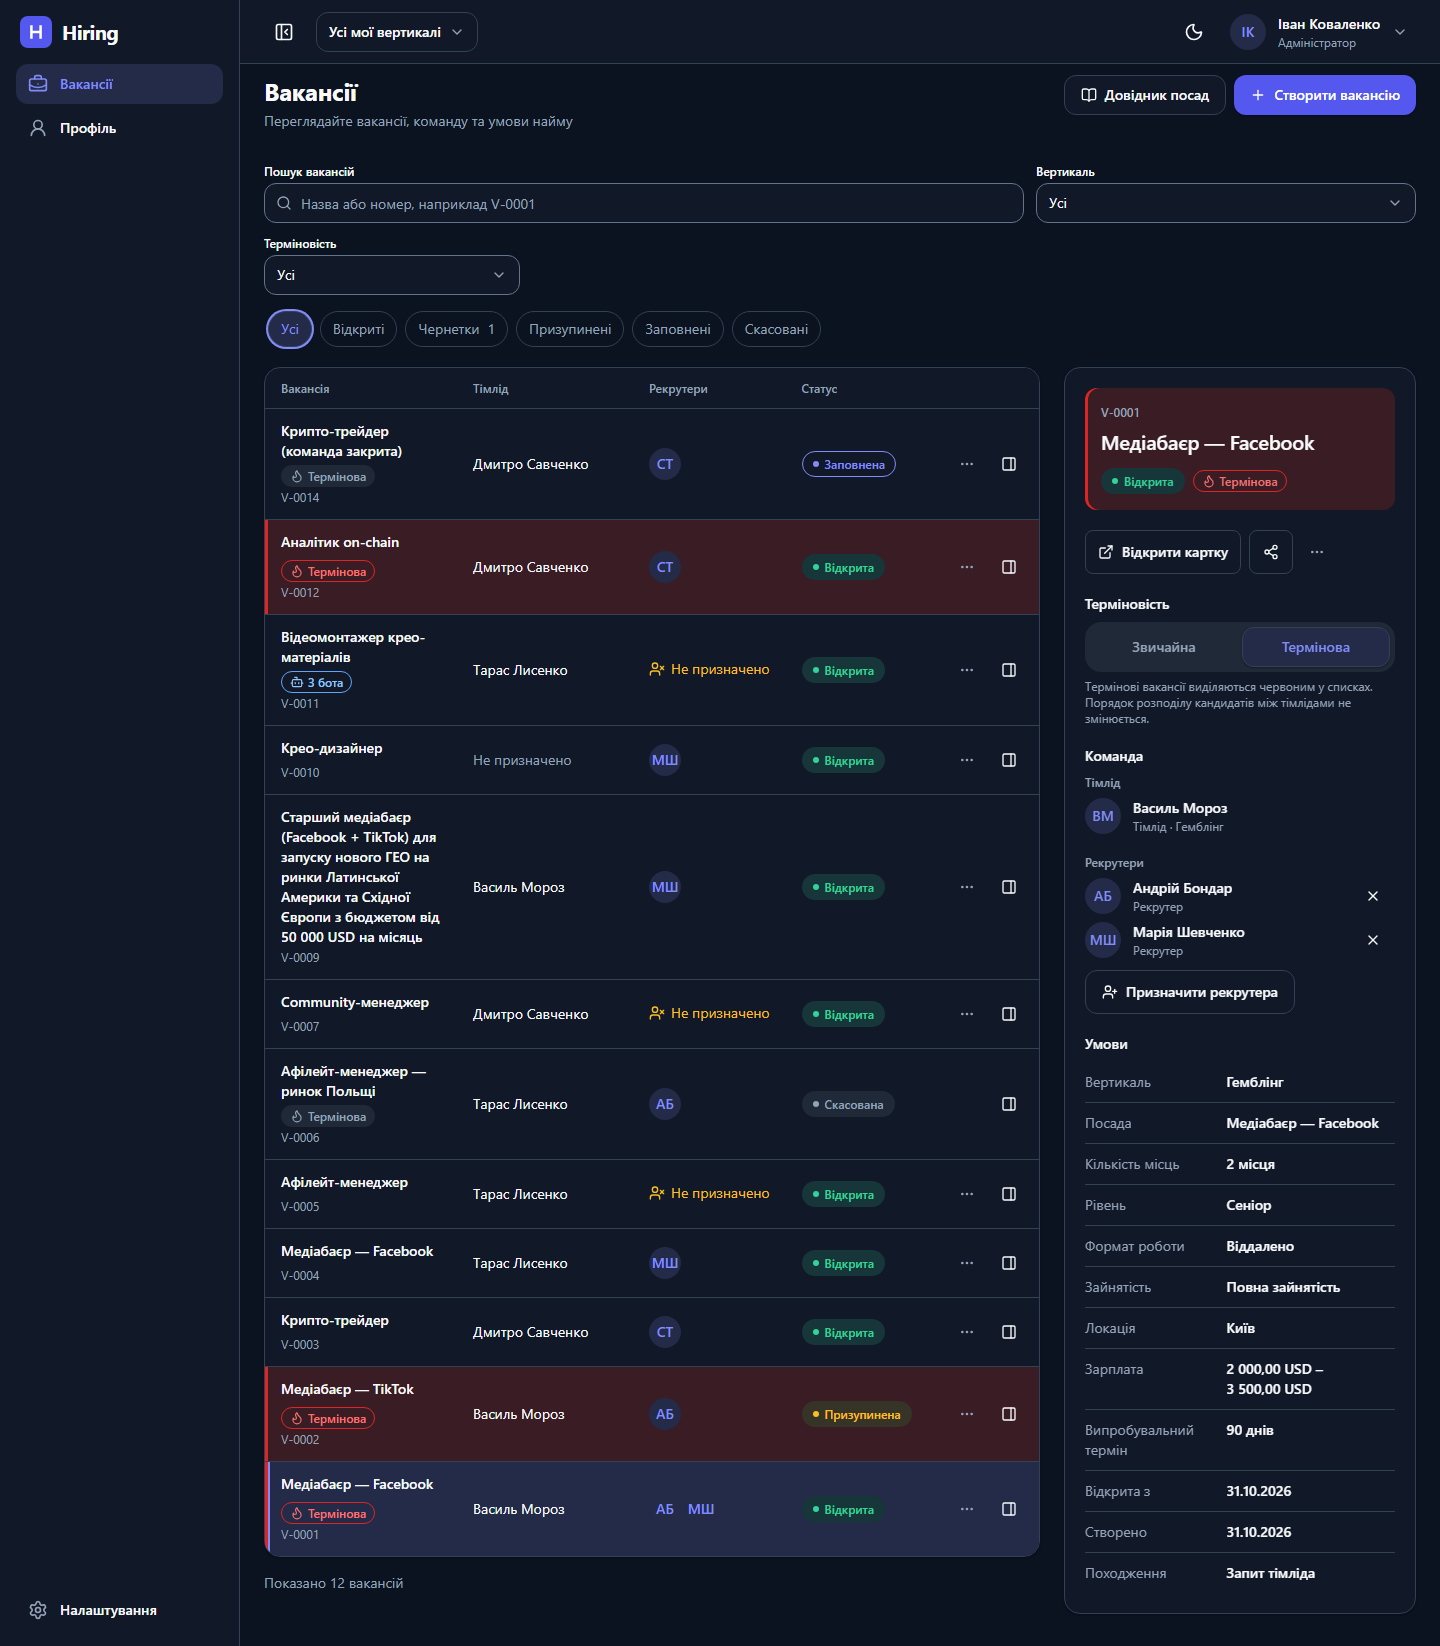 H Hiring
Вакансії
Профіль
Налаштування
Усі мої вертикалі
ІК
Іван Коваленко
Адміністратор
Вакансії
Переглядайте вакансії, команду та умови найму
Довідник посад
Створити вакансію
Пошук вакансій
Назва або номер, наприклад V-0001
Вертикаль
Усі
Терміновість
Усі
Усі
Відкриті
Чернетки 1
Призупинені
Заповнені
Скасовані
Вакансія Тімлід Рекрутери Статус
Крипто-трейдер
(команда закрита)
Термінова
V-0014
Дмитро Савченко
СТ
Заповнена
Аналітик on-chain
Термінова
V-0012
Дмитро Савченко
СТ
Відкрита
Відеомонтажер крео-
матеріалів
3 бота
V-0011
Тарас Лисенко
Не призначено
Відкрита
Крео-дизайнер
V-0010
Не призначено
МШ
Відкрита
Старший медіабаєр
(Facebook + TikTok) для
запуску нового ГЕО на
ринки Латинської
Америки та Східної
Європи з бюджетом від
50 000 USD на місяць
V-0009
Василь Мороз
МШ
Відкрита
Community-менеджер
V-0007
Дмитро Савченко
Не призначено
Відкрита
Афілейт-менеджер —
ринок Польщі
Термінова
V-0006
Тарас Лисенко
АБ
Скасована
Афілейт-менеджер
V-0005
Тарас Лисенко
Не призначено
Відкрита
Медіабаєр — Facebook
V-0004
Тарас Лисенко
МШ
Відкрита
Крипто-трейдер
V-0003
Дмитро Савченко
СТ
Відкрита
Медіабаєр — TikTok
Термінова
V-0002
Василь Мороз
АБ
Призупинена
Медіабаєр — Facebook
Термінова
V-0001
Василь Мороз
АБ МШ
Відкрита
Показано 12 вакансій
V-0001
Медіабаєр — Facebook
Відкрита
Термінова
Відкрити картку
Терміновість
Звичайна
Термінова
Термінові вакансії виділяються червоним у списках.
Порядок розподілу кандидатів між тімлідами не
змінюється.
Команда
Тімлід
ВМ
Василь Мороз
Тімлід · Гемблінг
Рекрутери
АБ
Андрій Бондар
Рекрутер
МШ
Марія Шевченко
Рекрутер
Призначити рекрутера
Умови
Вертикаль Гемблінг
Посада Медіабаєр — Facebook
Кількість місць 2 місця
Рівень Сеніор
Формат роботи Віддалено
Зайнятість Повна зайнятість
Локація Київ
Зарплата 2 000,00 USD –
3 500,00 USD
Випробувальний 90 днів
термін
Відкрита з 31.10.2026
Створено 31.10.2026
Походження Запит тімліда